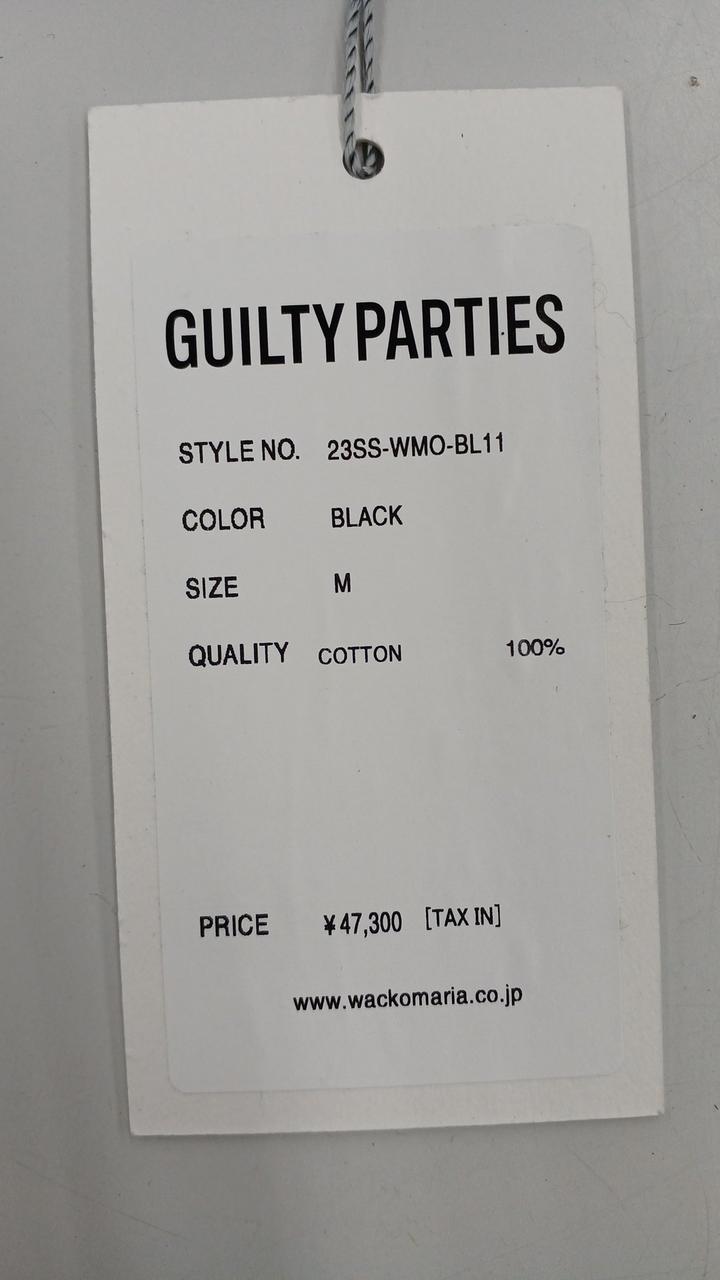 GUILTY PARTIES
STYLE NO. 23SS-WMO-BL11
COLOR BLACK
SIZE M
QUALITY COTTON 100%
PRICE ¥47,300 [TAX IN]
www.wackomaria.co.jp